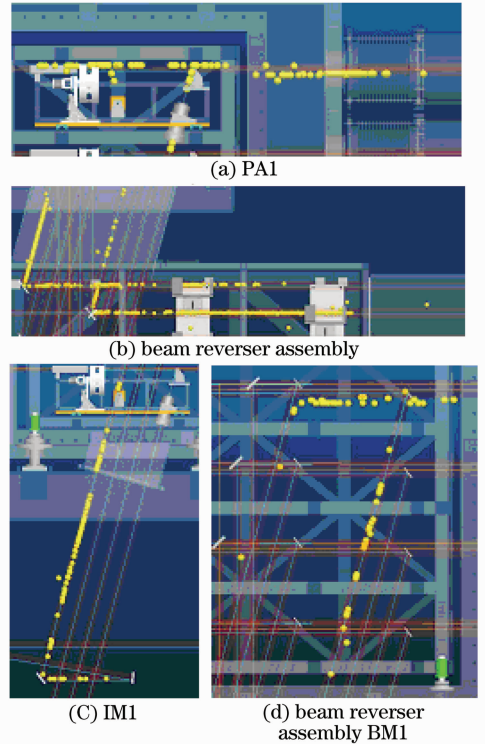 (a) PA1
(b) beam reverser assembly
(C) IM1
(d) beam reverser
assembly BM1